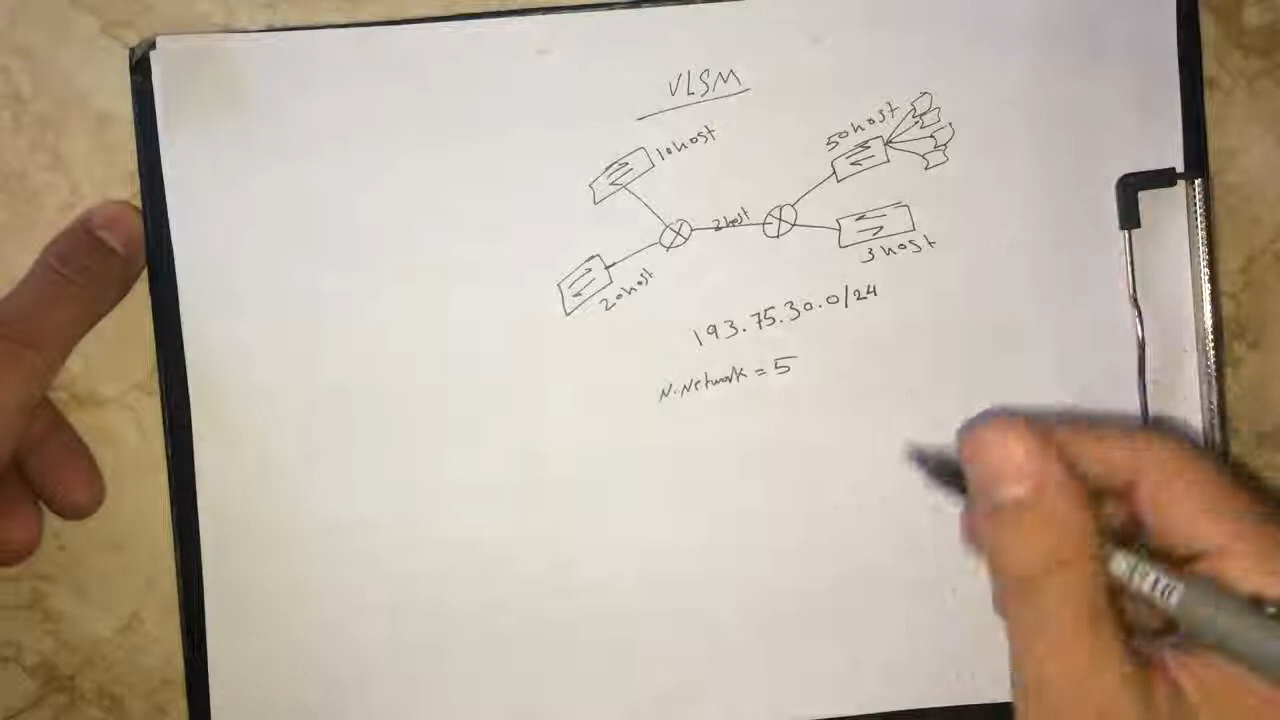 VLSM
10host
50host
2host
3host
20host
193.75.30.0/24
N.Network = 5